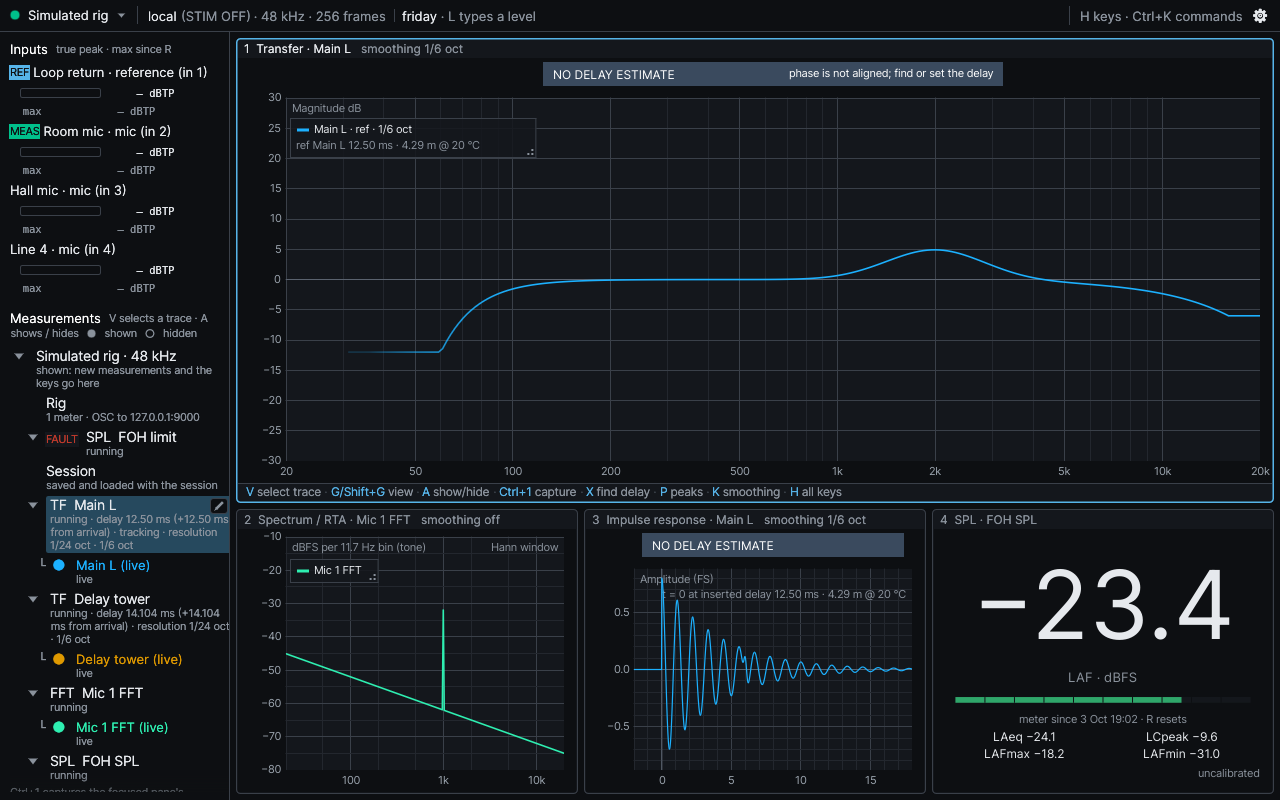 Simulated rig local (STIM OFF) · 48 kHz · 256 frames friday · L types a level H keys · Ctrl+K commands
Inputs true peak · max since R
REF Loop return · reference (in 1)
– dBTP
max – dBTP
MEAS Room mic · mic (in 2)
– dBTP
max – dBTP
Hall mic · mic (in 3)
– dBTP
max – dBTP
Line 4 · mic (in 4)
– dBTP
max – dBTP
Measurements V selects a trace · A
shows / hides shown hidden
Simulated rig · 48 kHz
shown: new measurements and the
keys go here
Rig
1 meter · OSC to 127.0.0.1:9000
FAULT SPL FOH limit
running
Session
saved and loaded with the session
TF Main L
running · delay 12.50 ms (+12.50 ms
from arrival) · tracking · resolution
1/24 oct · 1/6 oct
Main L (live)
live
TF Delay tower
running · delay 14.104 ms (+14.104
ms from arrival) · resolution 1/24 oct
· 1/6 oct
Delay tower (live)
live
FFT Mic 1 FFT
running
Mic 1 FFT (live)
live
SPL FOH SPL
running
Ctrl+1 captures the focused pane's
1 Transfer · Main L smoothing 1/6 oct
NO DELAY ESTIMATE phase is not aligned; find or set the delay
Magnitude dB
Main L · ref · 1/6 oct
ref Main L 12.50 ms · 4.29 m @ 20 °C
30
25
20
15
10
5
0
−5
−10
−15
−20
−25
−30
20 50 100 200 500 1k 2k 5k 10k 20k
V select trace · G/Shift+G view · A show/hide · Ctrl+1 capture · X find delay · P peaks · K smoothing · H all keys
2 Spectrum / RTA · Mic 1 FFT smoothing off
dBFS per 11.7 Hz bin (tone) Hann window
Mic 1 FFT
−10
−20
−30
−40
−50
−60
−70
−80
100 1k 10k
3 Impulse response · Main L smoothing 1/6 oct
NO DELAY ESTIMATE
Amplitude (FS)
t = 0 at inserted delay 12.50 ms · 4.29 m @ 20 °C
0.5
0.0
−0.5
0 5 10 15
4 SPL · FOH SPL
−23.4
LAF · dBFS
meter since 3 Oct 19:02 · R resets
LAeq −24.1 LCpeak −9.6
LAFmax −18.2 LAFmin −31.0
uncalibrated